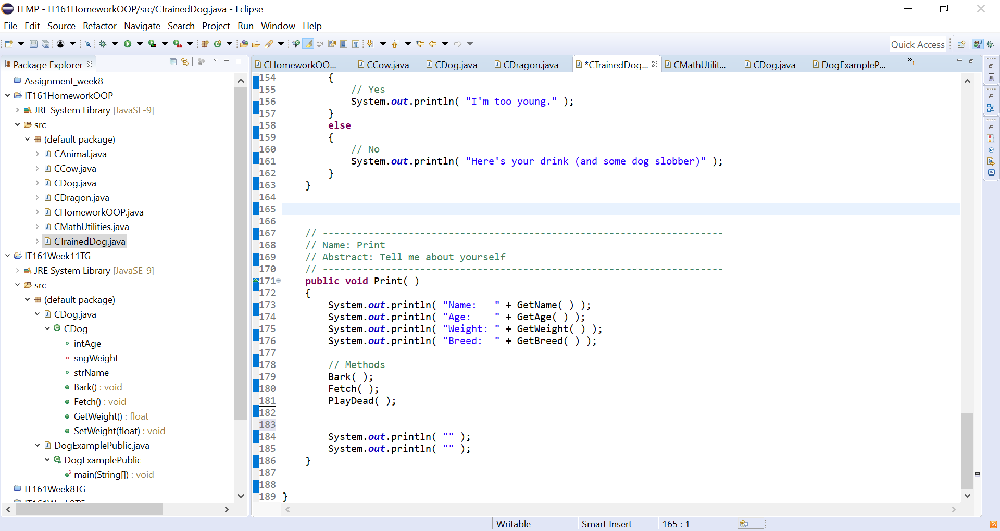 TEMP - IT161HomeworkOOP/src/CTrainedDog.java - Eclipse
File Edit Source Refactor Navigate Search Project Run Window Help
Quick Access
Package Explorer
Assignment_week8
IT161HomeworkOOP
JRE System Library [JavaSE-9]
src
(default package)
CAnimal.java
CCow.java
CDog.java
CDragon.java
CHomeworkOOP.java
CMathUtilities.java
CTrainedDog.java
IT161Week11TG
JRE System Library [JavaSE-9]
src
(default package)
CDog.java
CDog
intAge
sngWeight
strName
Bark() : void
Fetch() : void
GetWeight() : float
SetWeight(float) : void
DogExamplePublic.java
DogExamplePublic
main(String[]) : void
IT161Week8TG
CHomeworkOO... CCow.java CDog.java CDragon.java *CTrainedDog... CMathUtilit... CDog.java DogExampleP... »1
154 {
155 // Yes
156 System.out.println( "I'm too young." );
157 }
158 else
159 {
160 // No
161 System.out.println( "Here's your drink (and some dog slobber)" );
162 }
163 }
164
165
166
167 // ----------------------------------------------------------------------
168 // Name: Print
169 // Abstract: Tell me about yourself
170 // ----------------------------------------------------------------------
171 public void Print( )
172 {
173 System.out.println( "Name:   " + GetName( ) );
174 System.out.println( "Age:    " + GetAge( ) );
175 System.out.println( "Weight: " + GetWeight( ) );
176 System.out.println( "Breed:  " + GetBreed( ) );
177
178 // Methods
179 Bark( );
180 Fetch( );
181 PlayDead( );
182
183
184 System.out.println( "" );
185 System.out.println( "" );
186 }
187
188
189 }
Writable Smart Insert 165 : 1